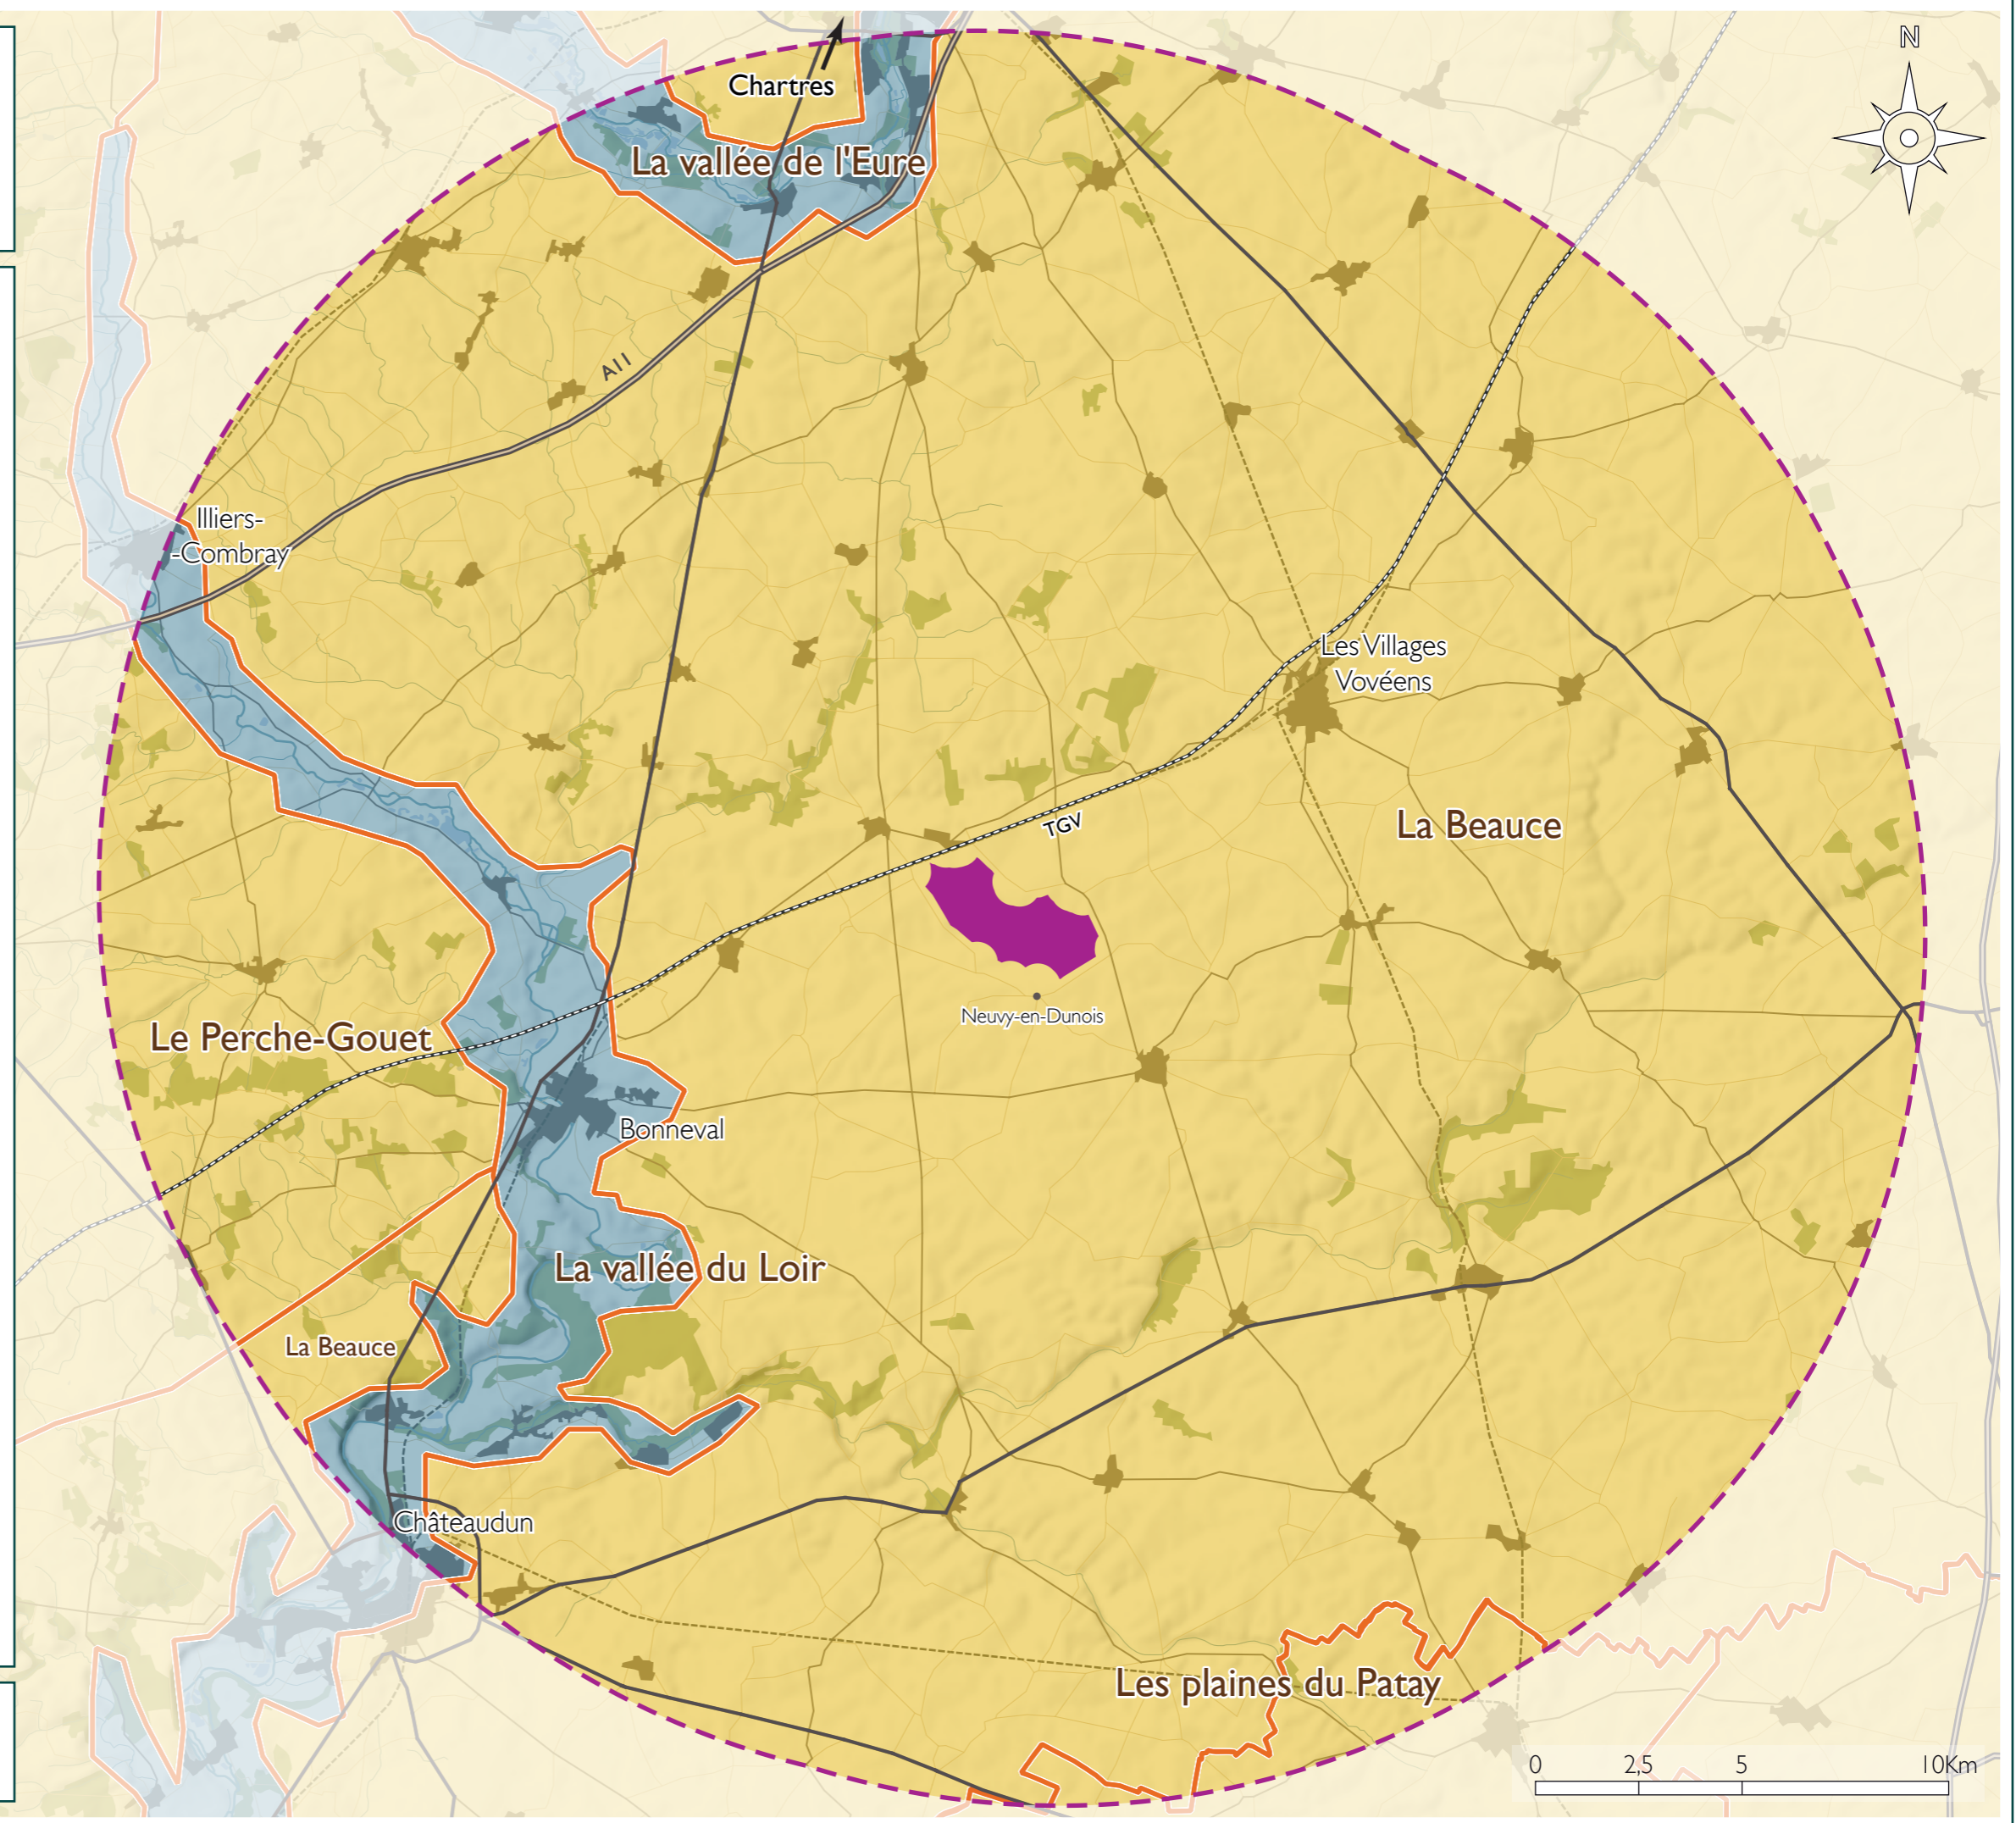 N
Chartres
La vallée de l'Eure
A11
Illiers-
-Combray
Les Villages
Vovéens
TGV
La Beauce
Neuvy-en-Dunois
Le Perche-Gouet
Bonneval
La vallée du Loir
La Beauce
Châteaudun
Les plaines du Patay
0 2,5 5 10Km